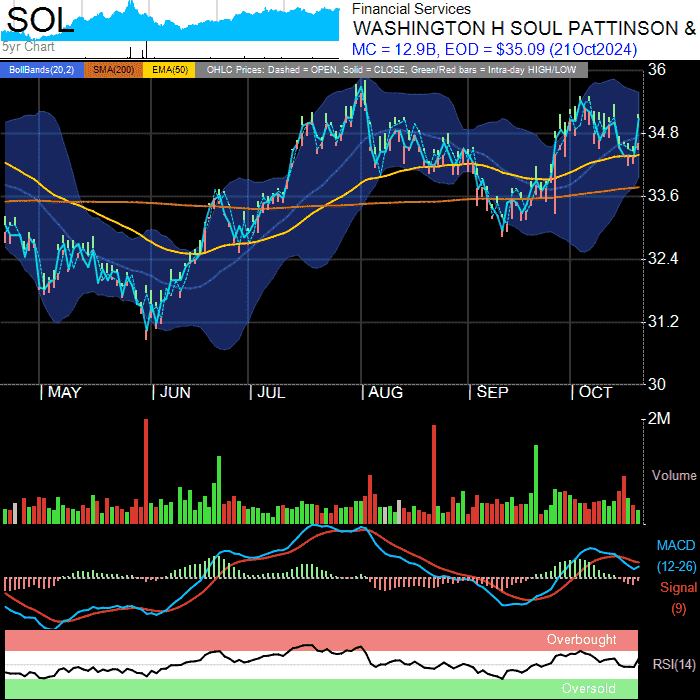 SOL
5yr Chart
Financial Services
WASHINGTON H SOUL PATTINSON &
MC = 12.9B, EOD = $35.09 (21Oct2024)
BollBands(20,2) SMA(200) EMA(50) OHLC Prices: Dashed = OPEN, Solid = CLOSE, Green/Red bars = Intra-day HIGH/LOW
36
34.8
33.6
32.4
31.2
30
MAY JUN JUL AUG SEP OCT
2M
Volume
MACD
(12-26)
Signal
(9)
Overbought
RSI(14)
Oversold